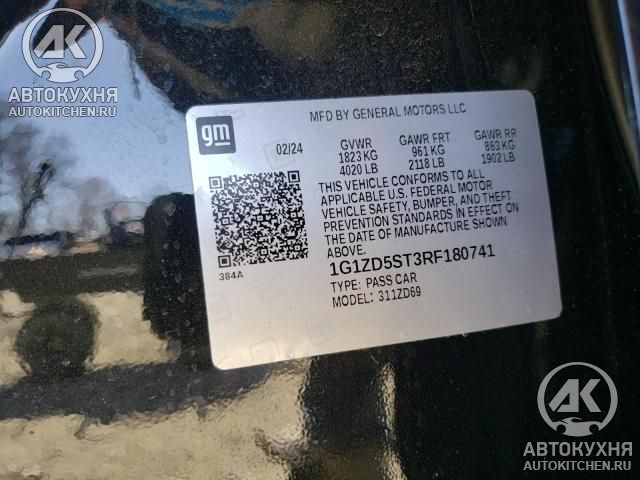 AK
АВТОКУХНЯ
AUTOKITCHEN.RU
gm
MFD BY GENERAL MOTORS LLC
02/24
GVWR GAWR FRT GAWR RR
1823 KG 961 KG 863 KG
4020 LB 2118 LB 1902 LB
THIS VEHICLE CONFORMS TO ALL
APPLICABLE U.S. FEDERAL MOTOR
VEHICLE SAFETY, BUMPER, AND THEFT
PREVENTION STANDARDS IN EFFECT ON
THE DATE OF MANUFACTURE SHOWN
ABOVE.
384A
1G1ZD5ST3RF180741
TYPE: PASS CAR
MODEL: 311ZD69
AK
АВТОКУХНЯ
AUTOKITCHEN.RU